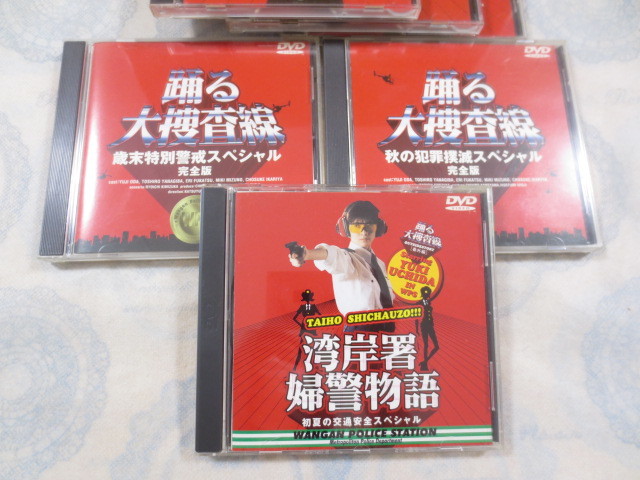 DVD
踊る
大捜査線
歳末特別警戒スペシャル
完全版
DVD
踊る
大捜査線
秋の犯罪撲滅スペシャル
完全版
DVD
踊る
大捜査線
YUKI
UCHIDA
IN
WPS
TAIHO SHICHAUZO!!!
湾岸署
婦警物語
初夏の交通安全スペシャル
WANGAN POLICE STATION